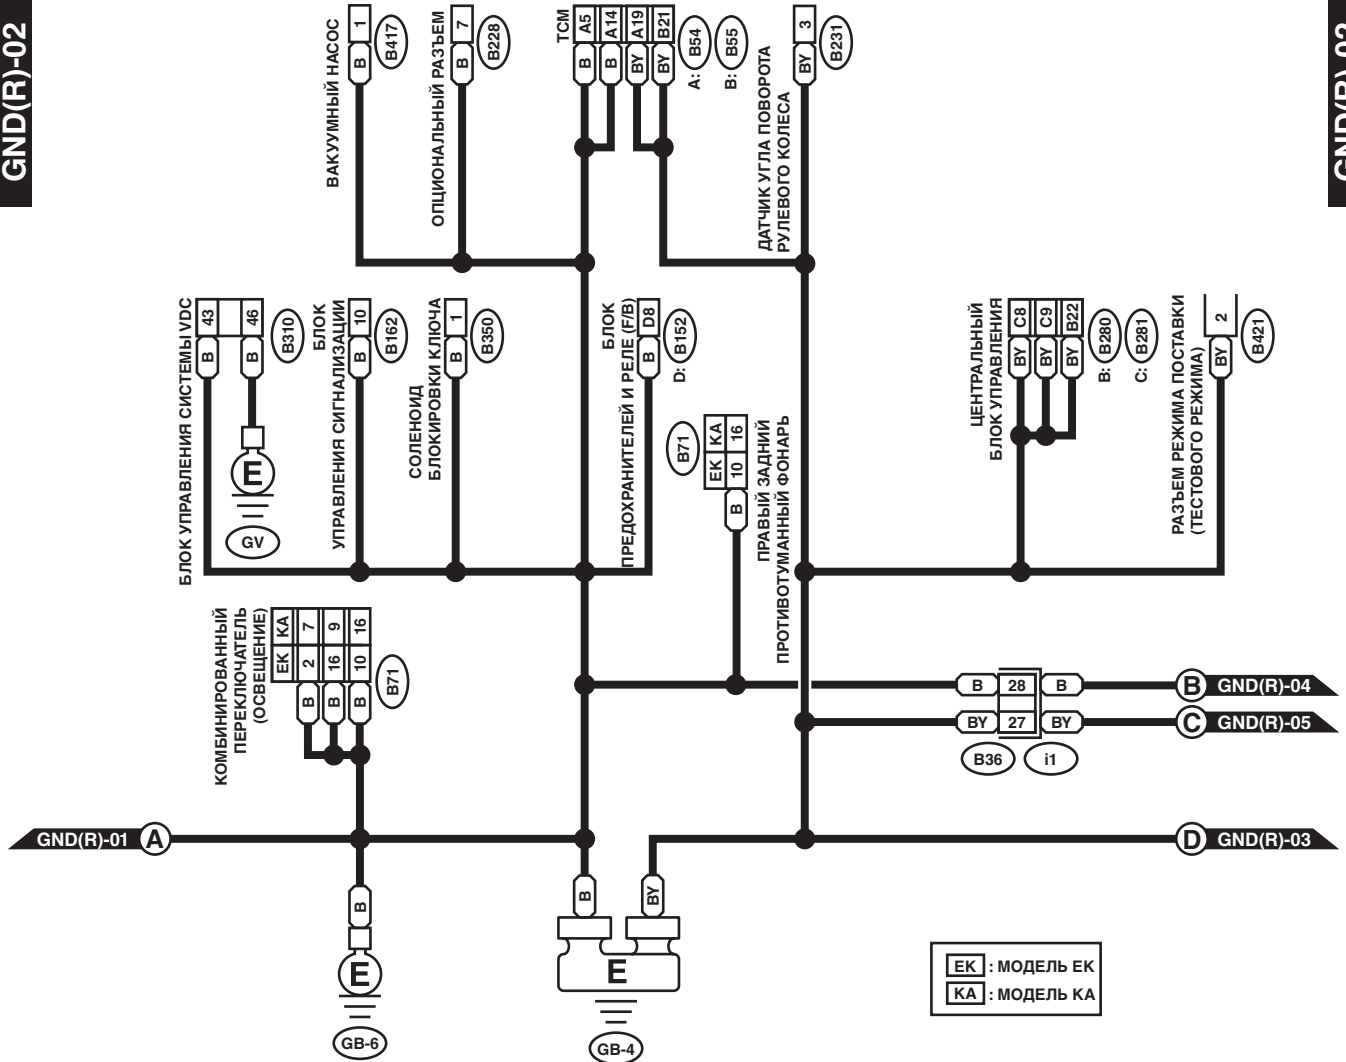 GND(R)-02
ВАКУУМНЫЙ НАСОС
1
B
B417
ОПЦИОНАЛЬНЫЙ РАЗЪЕМ
7
B
B228
TCM
A5
A14
A19
B21
B
B
BY
BY
A: B54
B: B55
ДАТЧИК УГЛА ПОВОРОТА
РУЛЕВОГО КОЛЕСА
3
BY
B231
БЛОК УПРАВЛЕНИЯ СИСТЕМЫ VDC
43
46
B
B
B310
E
GV
БЛОК
УПРАВЛЕНИЯ СИГНАЛИЗАЦИИ
10
B
B162
СОЛЕНОИД
БЛОКИРОВКИ КЛЮЧА
1
B
B350
БЛОК
ПРЕДОХРАНИТЕЛЕЙ И РЕЛЕ (F/B)
D8
B
D: B152
B71
EK KA
10 16
B
ПРАВЫЙ ЗАДНИЙ
ПРОТИВОТУМАННЫЙ ФОНАРЬ
ЦЕНТРАЛЬНЫЙ
БЛОК УПРАВЛЕНИЯ
C8
C9
B22
BY
BY
BY
B: B280
C: B281
РАЗЪЕМ РЕЖИМА ПОСТАВКИ
(ТЕСТОВОГО РЕЖИМА)
2
BY
B421
КОМБИНИРОВАННЫЙ
ПЕРЕКЛЮЧАТЕЛЬ
(ОСВЕЩЕНИЕ)
EK KA
2 7
16 9
10 16
B
B
B
B71
B 28 B
B GND(R)-04
BY 27 BY
C GND(R)-05
B36 i1
GND(R)-01 A
D GND(R)-03
B
E
GB-6
B
BY
E
GB-4
EK : МОДЕЛЬ EK
KA : МОДЕЛЬ KA